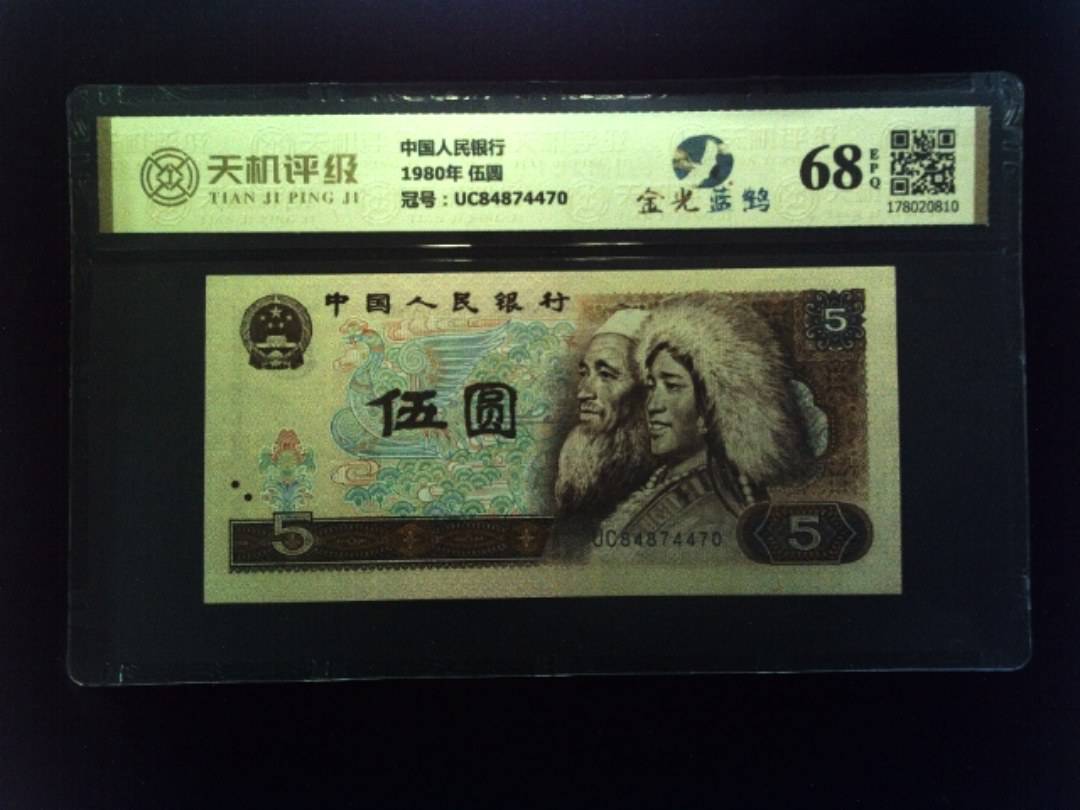 天机评级
TIAN JI PING JI
中国人民银行
1980年 伍圆
冠号：UC84874470
金光蓝鹤
68 EPQ
178020810
中国人民银行
5
伍圆
5
UC84874470
5